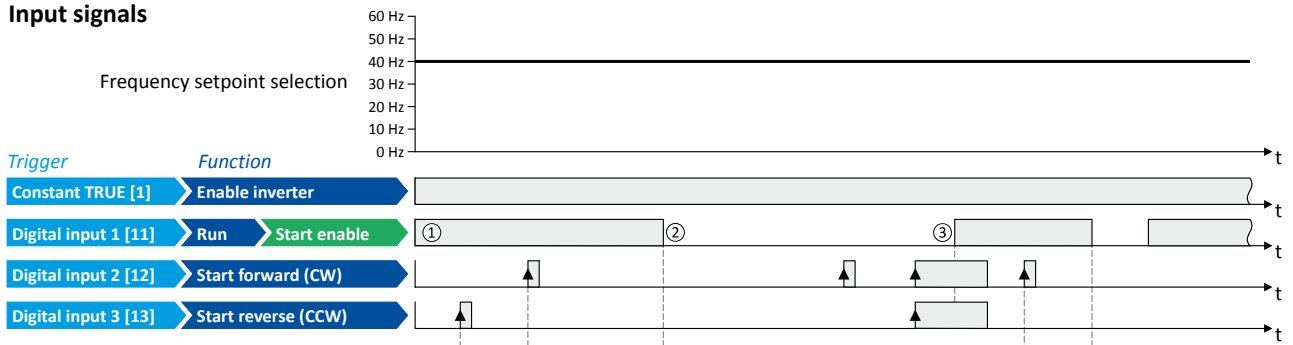 Input signals
60 Hz
50 Hz
40 Hz
Frequency setpoint selection
30 Hz
20 Hz
10 Hz
0 Hz
t
Trigger Function
Constant TRUE [1] Enable inverter
t
Digital input 1 [11] Run Start enable ① ② ③
t
Digital input 2 [12] Start forward (CW)
t
Digital input 3 [13] Start reverse (CCW)
t